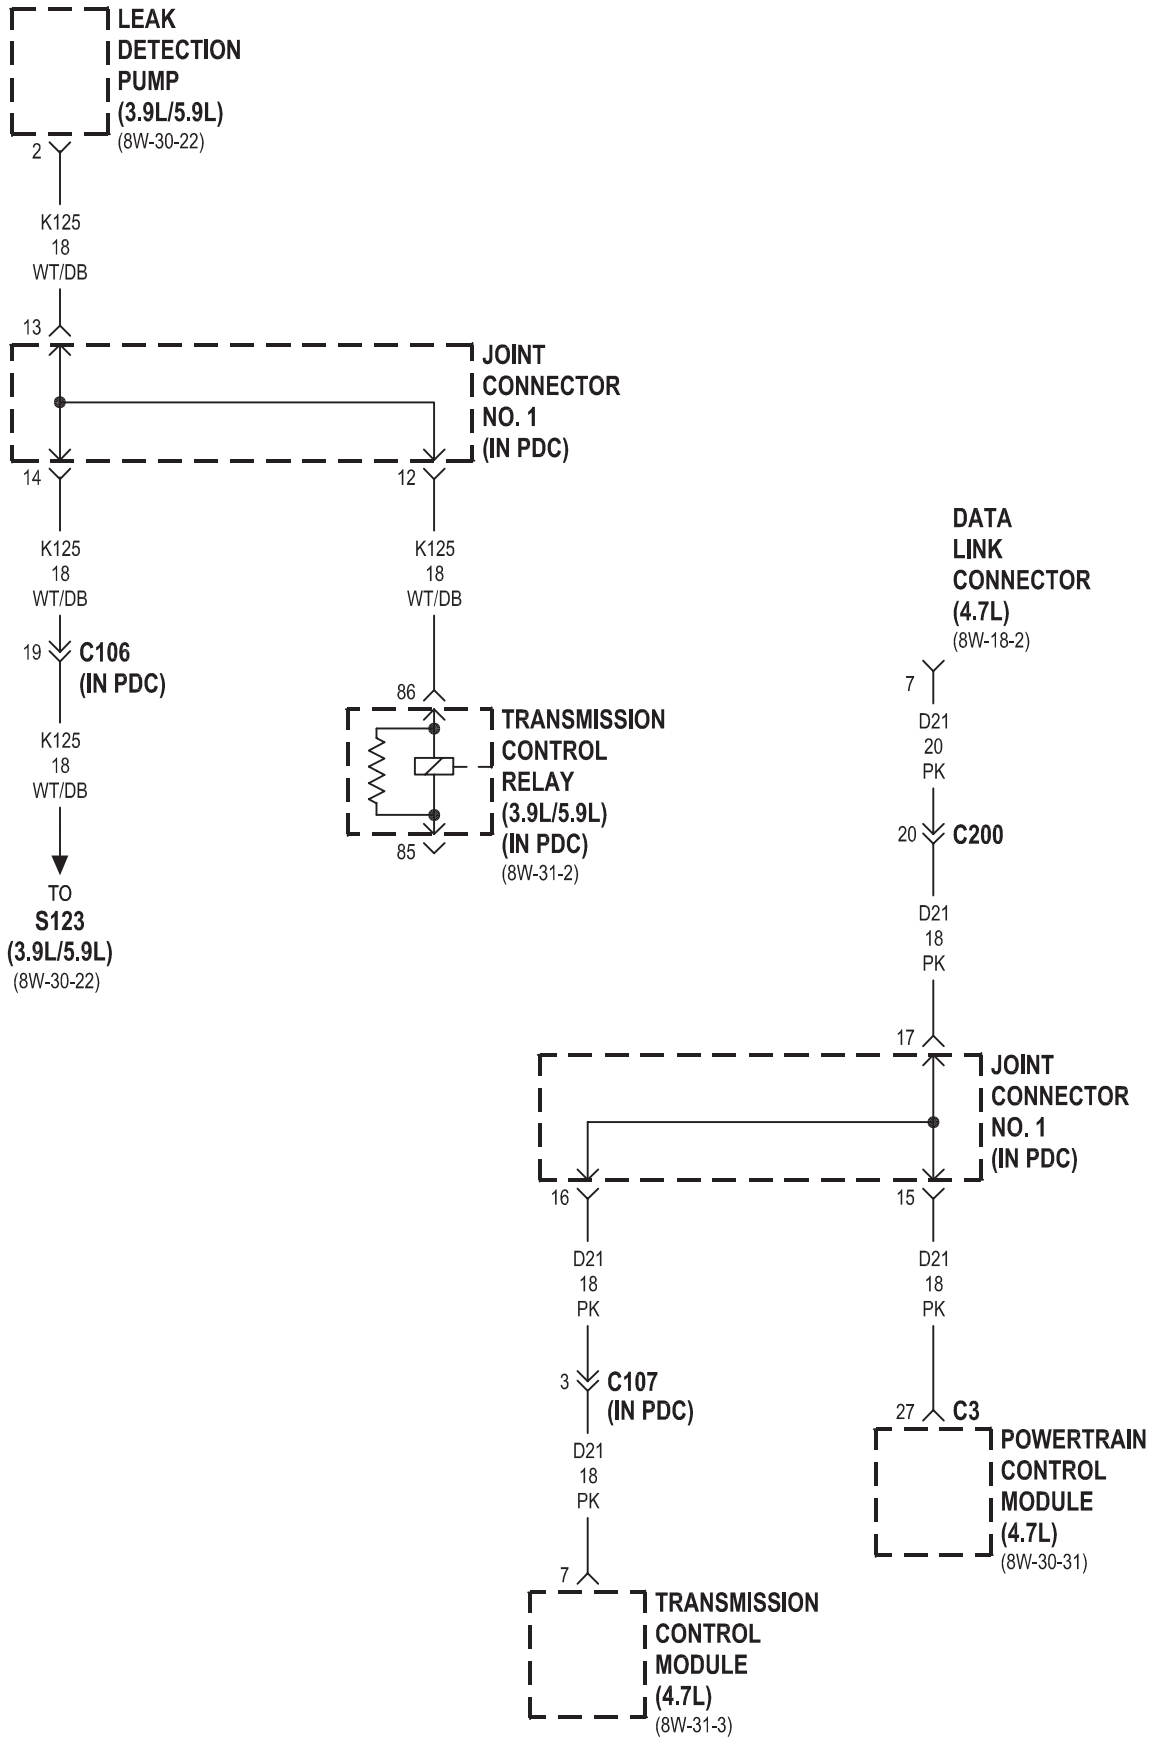 LEAK
DETECTION
PUMP
(3.9L/5.9L)
(8W-30-22)
2
K125
18
WT/DB
13
JOINT
CONNECTOR
NO. 1
(IN PDC)
14
12
K125
18
WT/DB
K125
18
WT/DB
19
C106
(IN PDC)
K125
18
WT/DB
TO
S123
(3.9L/5.9L)
(8W-30-22)
86
TRANSMISSION
CONTROL
RELAY
(3.9L/5.9L)
(IN PDC)
(8W-31-2)
85
DATA
LINK
CONNECTOR
(4.7L)
(8W-18-2)
7
D21
20
PK
20
C200
D21
18
PK
17
JOINT
CONNECTOR
NO. 1
(IN PDC)
16
15
D21
18
PK
D21
18
PK
3
C107
(IN PDC)
D21
18
PK
27
C3
POWERTRAIN
CONTROL
MODULE
(4.7L)
(8W-30-31)
7
TRANSMISSION
CONTROL
MODULE
(4.7L)
(8W-31-3)